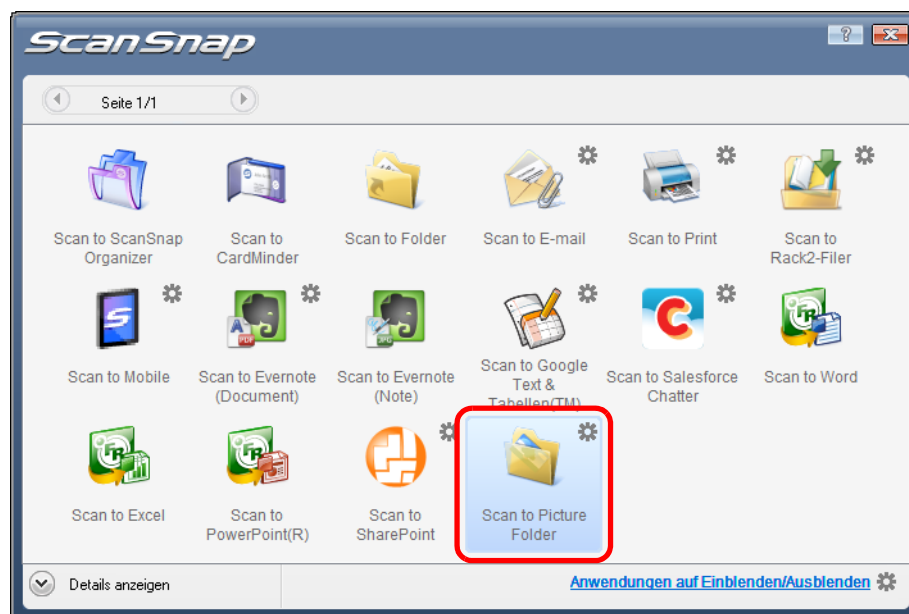 ScanSnap
Seite 1/1
Scan to ScanSnap
Organizer
Scan to
CardMinder
Scan to Folder
Scan to E-mail
Scan to Print
Scan to
Rack2-Filer
Scan to Mobile
Scan to Evernote
(Document)
Scan to Evernote
(Note)
Scan to Google
Text &
Tabellen(TM)
Scan to Salesforce
Chatter
Scan to Word
Scan to Excel
Scan to
PowerPoint(R)
Scan to
SharePoint
Scan to Picture
Folder
Details anzeigen
Anwendungen auf Einblenden/Ausblenden